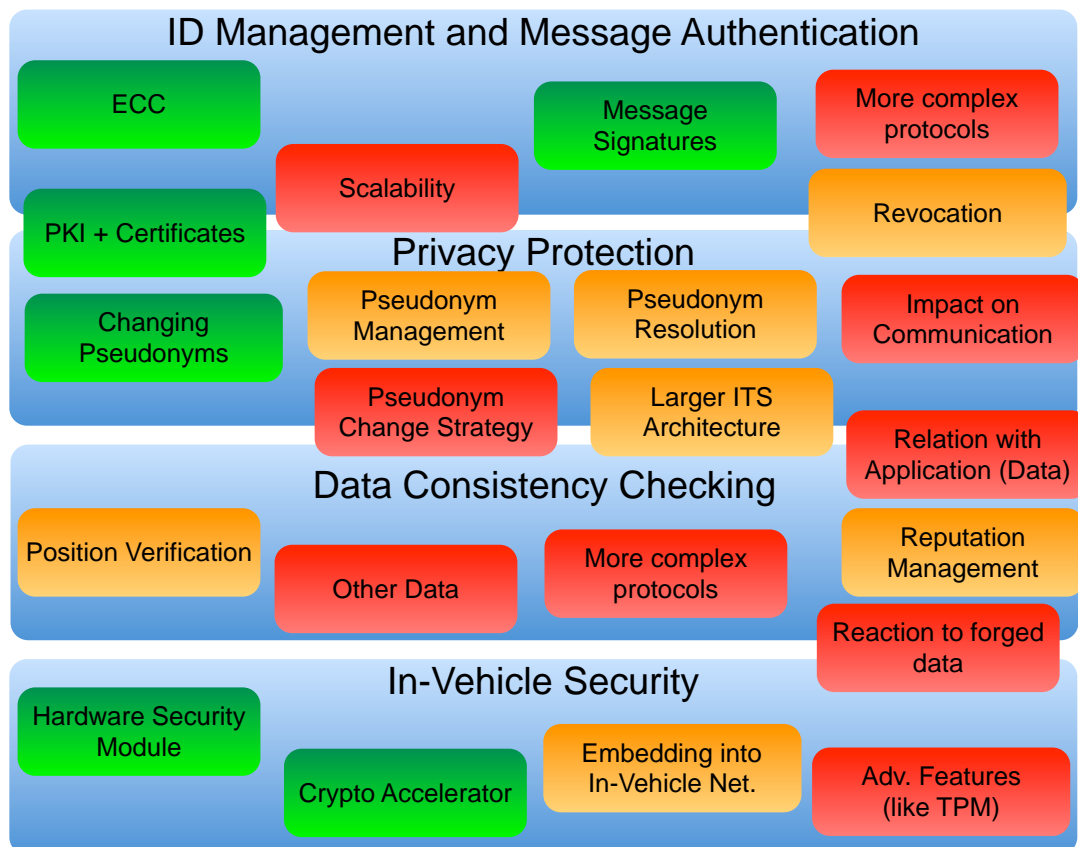 ID Management and Message Authentication
ECC
Message
Signatures
More complex
protocols
Scalability
PKI + Certificates
Revocation
Privacy Protection
Changing
Pseudonyms
Pseudonym
Management
Pseudonym
Resolution
Impact on
Communication
Pseudonym
Change Strategy
Larger ITS
Architecture
Relation with
Application (Data)
Data Consistency Checking
Position Verification
Other Data
More complex
protocols
Reputation
Management
Reaction to forged
data
In-Vehicle Security
Hardware Security
Module
Crypto Accelerator
Embedding into
In-Vehicle Net.
Adv. Features
(like TPM)